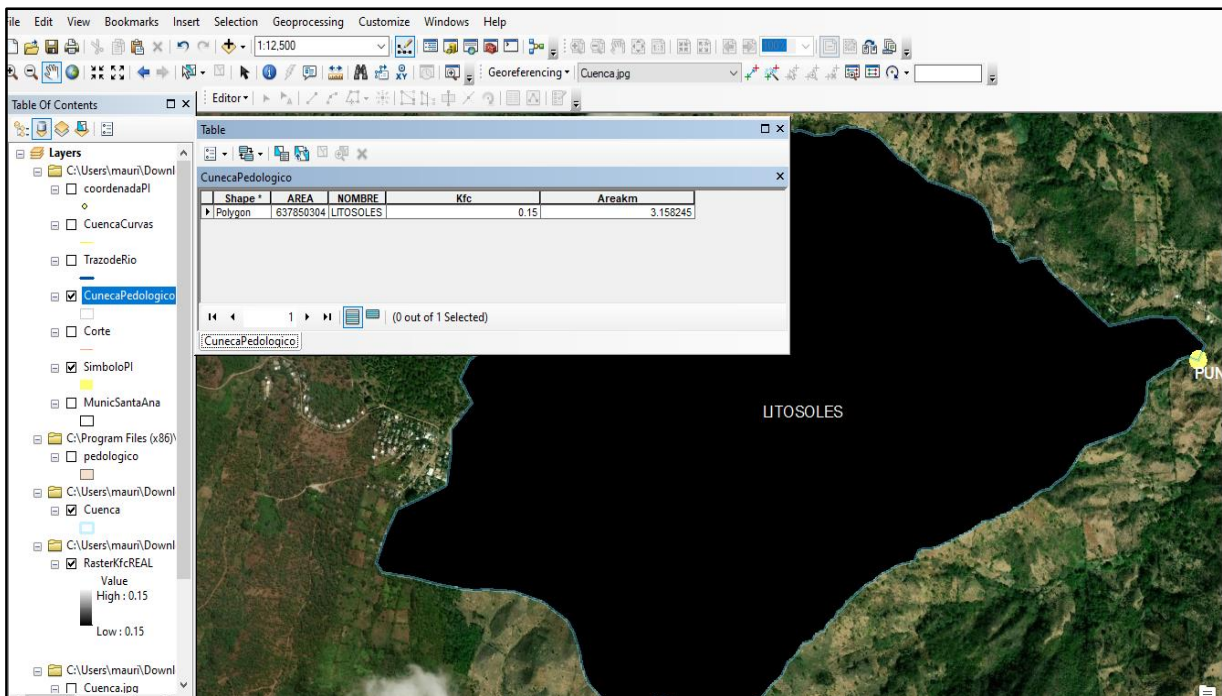 ile Edit View Bookmarks Insert Selection Geoprocessing Customize Windows Help
1:12,500
Georeferencing Cuenca.jpg
Editor
Table Of Contents
Layers
C:\Users\mauri\Downl
coordenadaPI
CuencaCurvas
TrazodeRio
CunecaPedologico
Corte
SimboloPI
MunicSantaAna
C:\Program Files (x86)\
pedologico
C:\Users\mauri\Downl
Cuenca
C:\Users\mauri\Downl
RasterKfcREAL
Value
High : 0.15
Low : 0.15
C:\Users\mauri\Downl
Cuenca.jpg
Table
CunecaPedologico
Shape * AREA NOMBRE Kfc Areakm
Polygon 637850304 LITOSOLES 0.15 3.158245
1 (0 out of 1 Selected)
CunecaPedologico
LITOSOLES
PUN